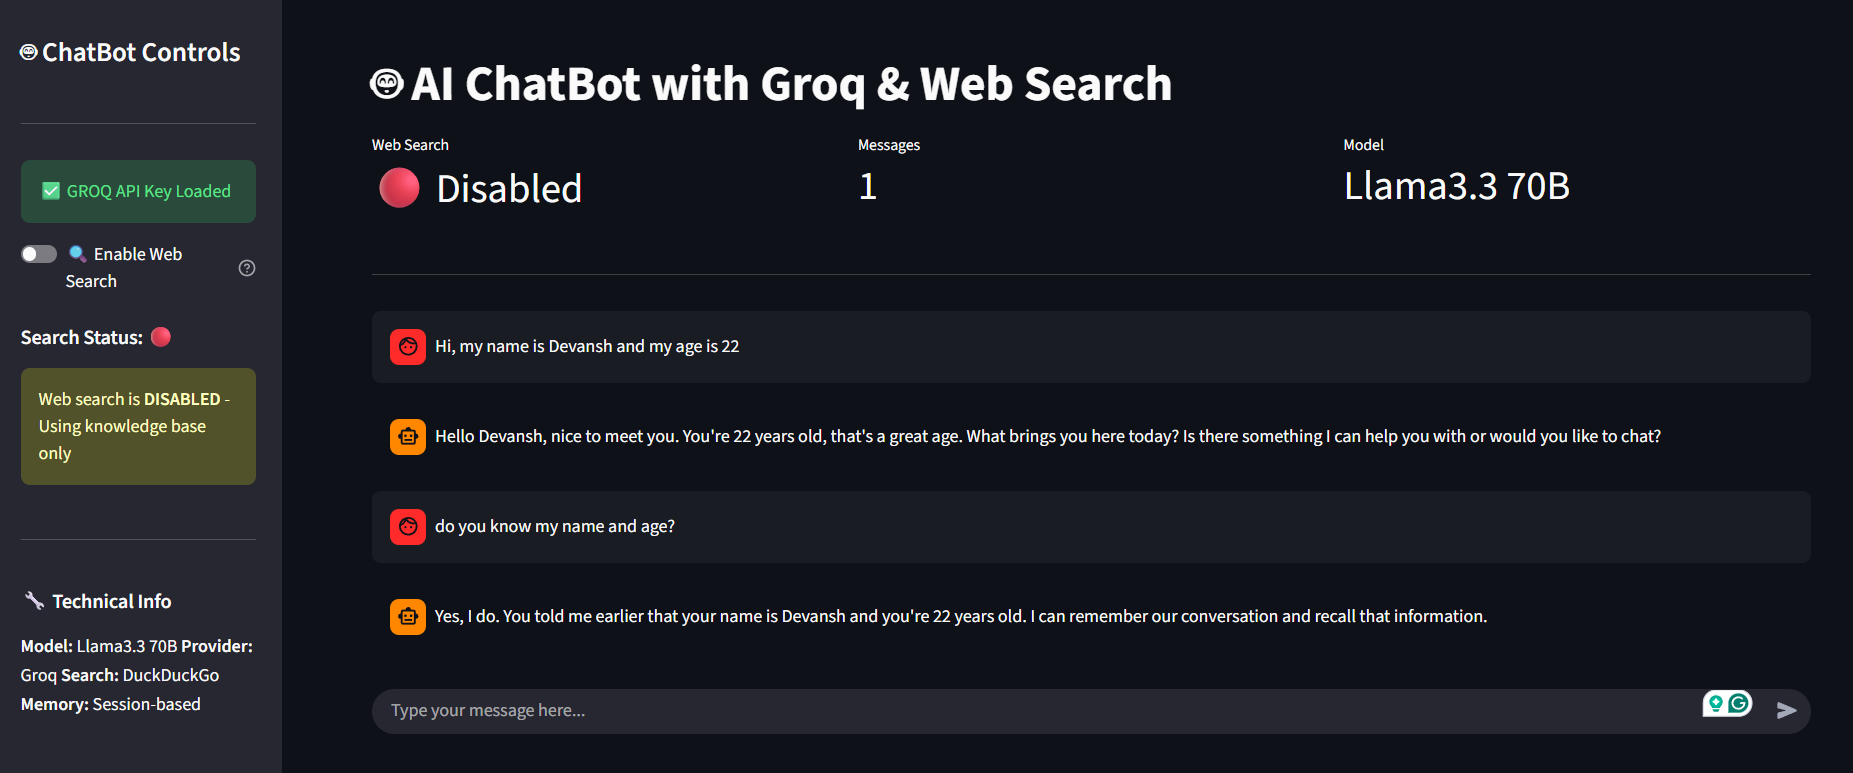 ChatBot Controls
✅ GROQ API Key Loaded
🔍 Enable Web
Search
Search Status: 🔴
Web search is DISABLED -
Using knowledge base
only
🔧 Technical Info
Model: Llama3.3 70B Provider:
Groq Search: DuckDuckGo
Memory: Session-based
AI ChatBot with Groq & Web Search
Web Search
🔴 Disabled
Messages
1
Model
Llama3.3 70B
Hi, my name is Devansh and my age is 22
Hello Devansh, nice to meet you. You're 22 years old, that's a great age. What brings you here today? Is there something I can help you with or would you like to chat?
do you know my name and age?
Yes, I do. You told me earlier that your name is Devansh and you're 22 years old. I can remember our conversation and recall that information.
Type your message here...